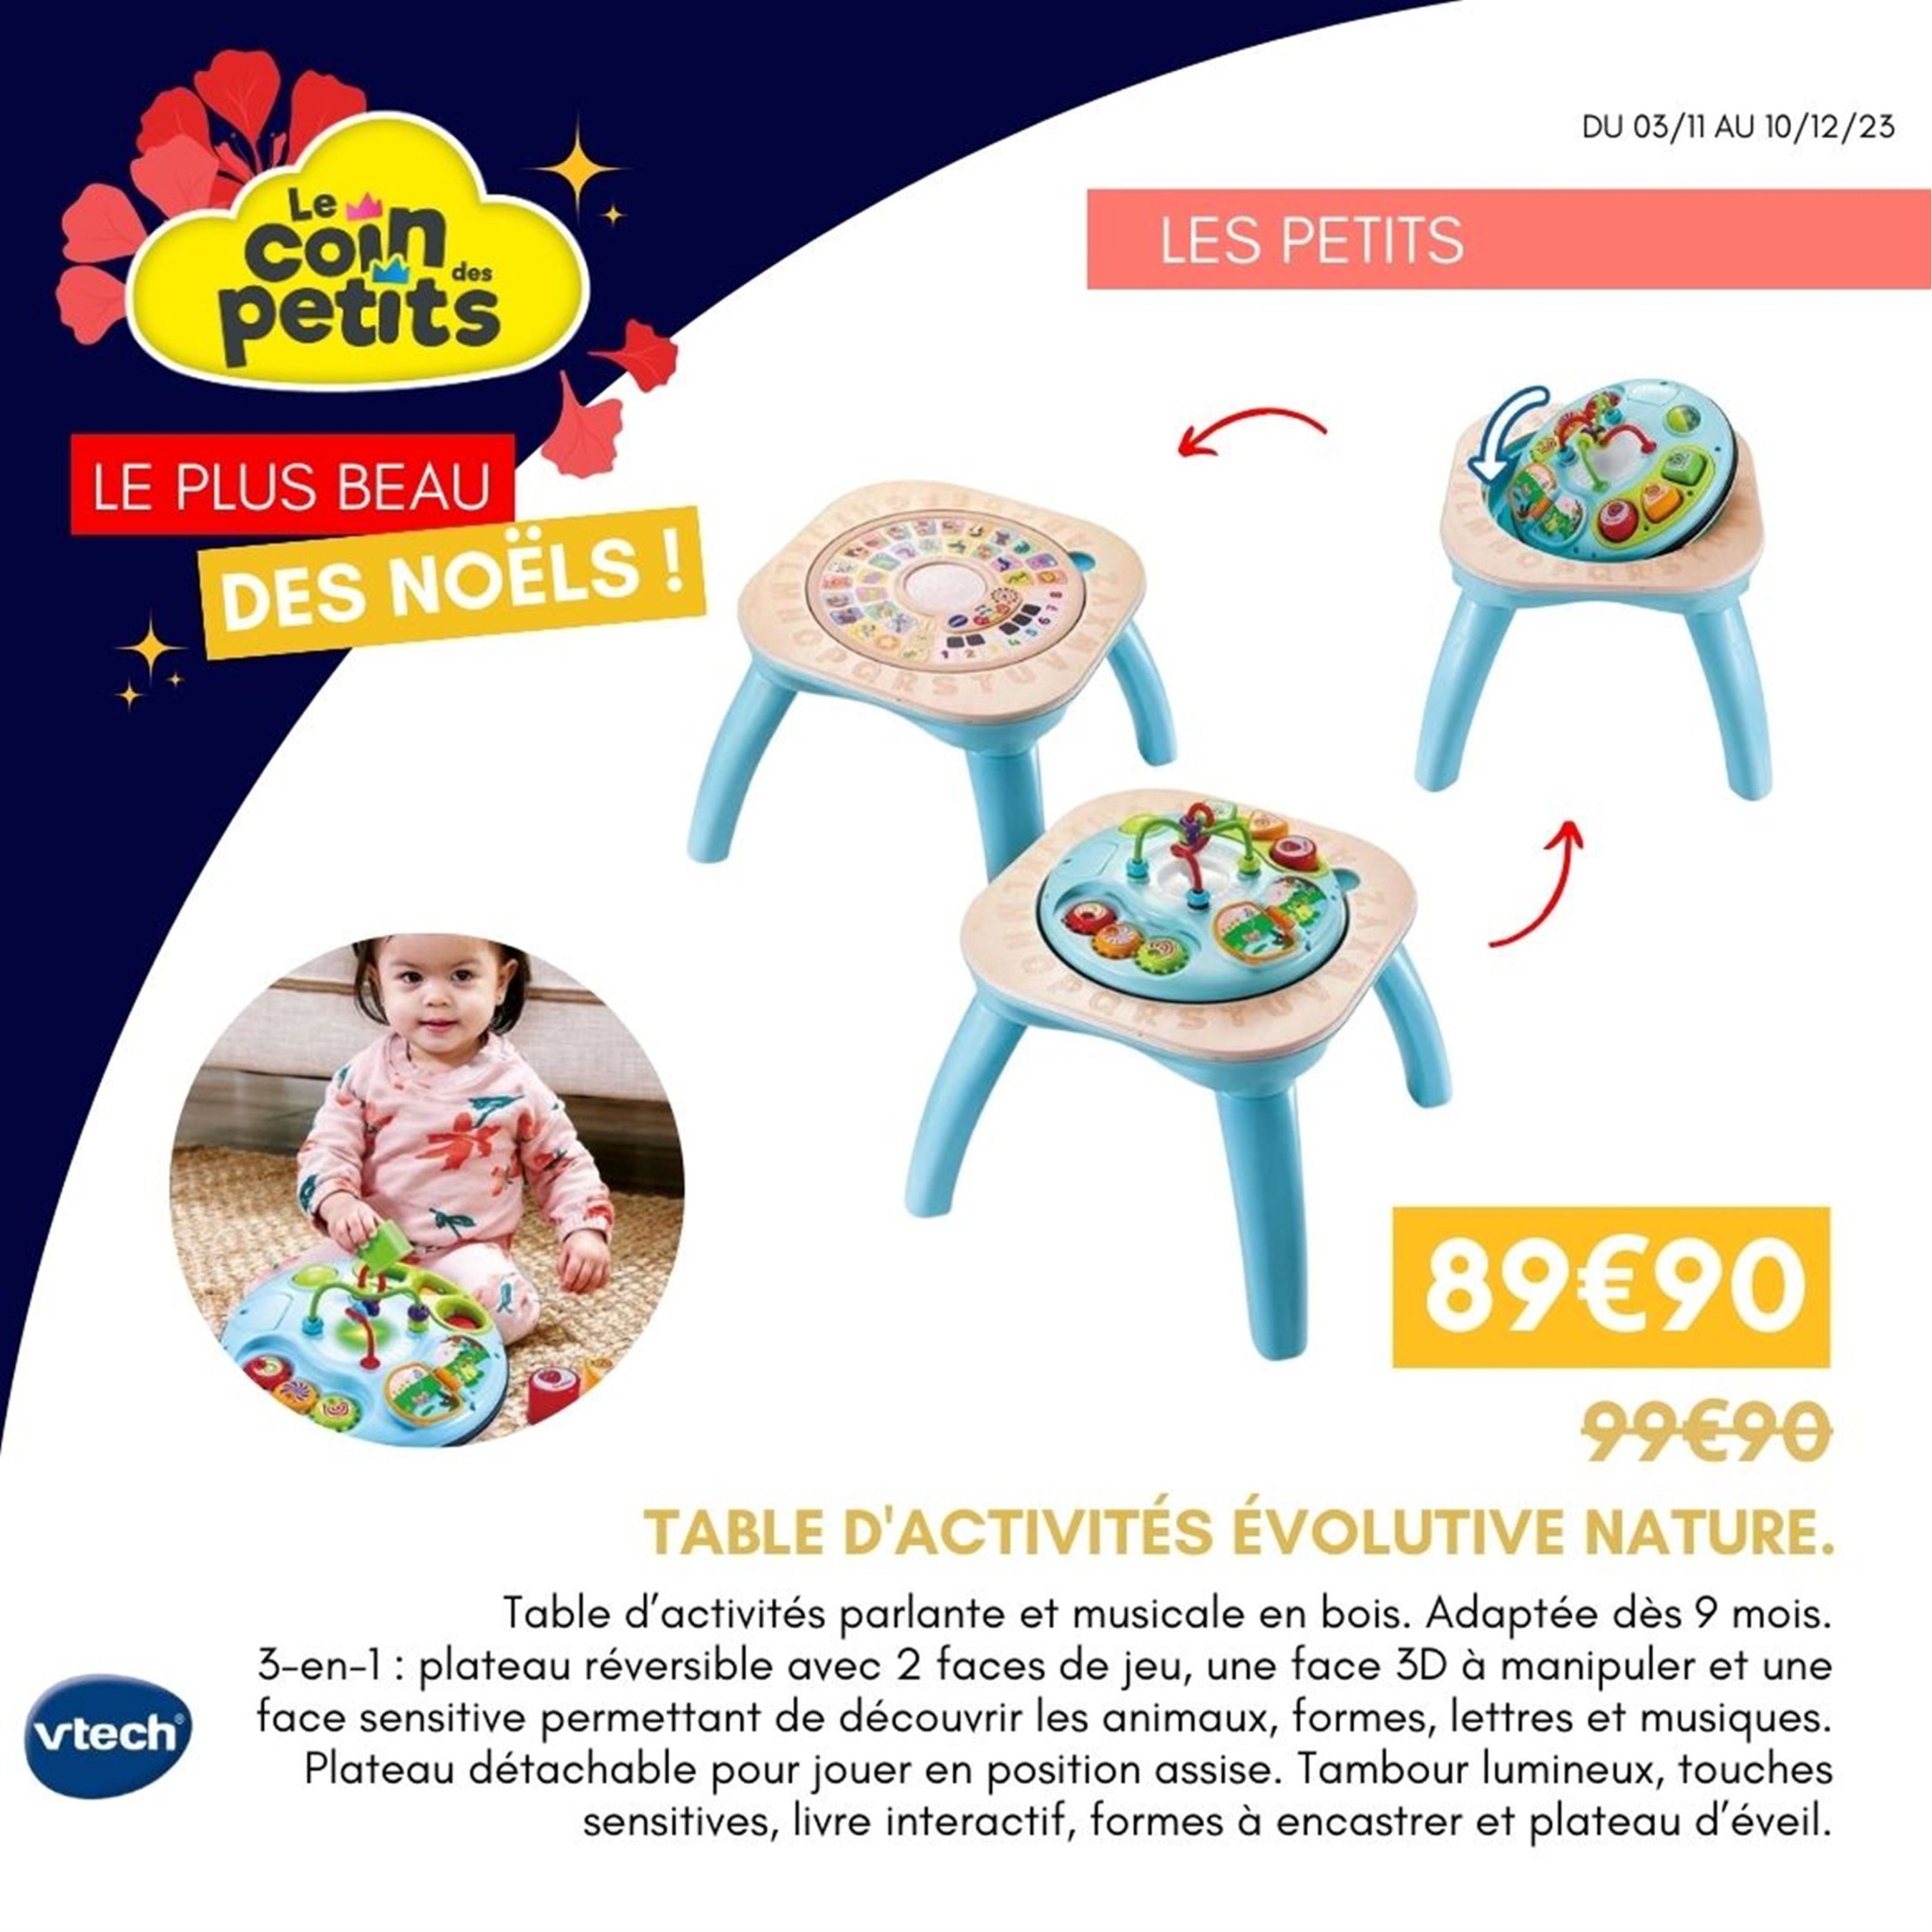 Le
coin
des
petits
DU 03/11 AU 10/12/23
LES PETITS
LE PLUS BEAU
DES NOËLS !
89€90
99€90
TABLE D'ACTIVITÉS ÉVOLUTIVE NATURE.
Table d’activités parlante et musicale en bois. Adaptée dès 9 mois.
3-en-1 : plateau réversible avec 2 faces de jeu, une face 3D à manipuler et une
face sensitive permettant de découvrir les animaux, formes, lettres et musiques.
Plateau détachable pour jouer en position assise. Tambour lumineux, touches
sensitives, livre interactif, formes à encastrer et plateau d’éveil.
vtech®